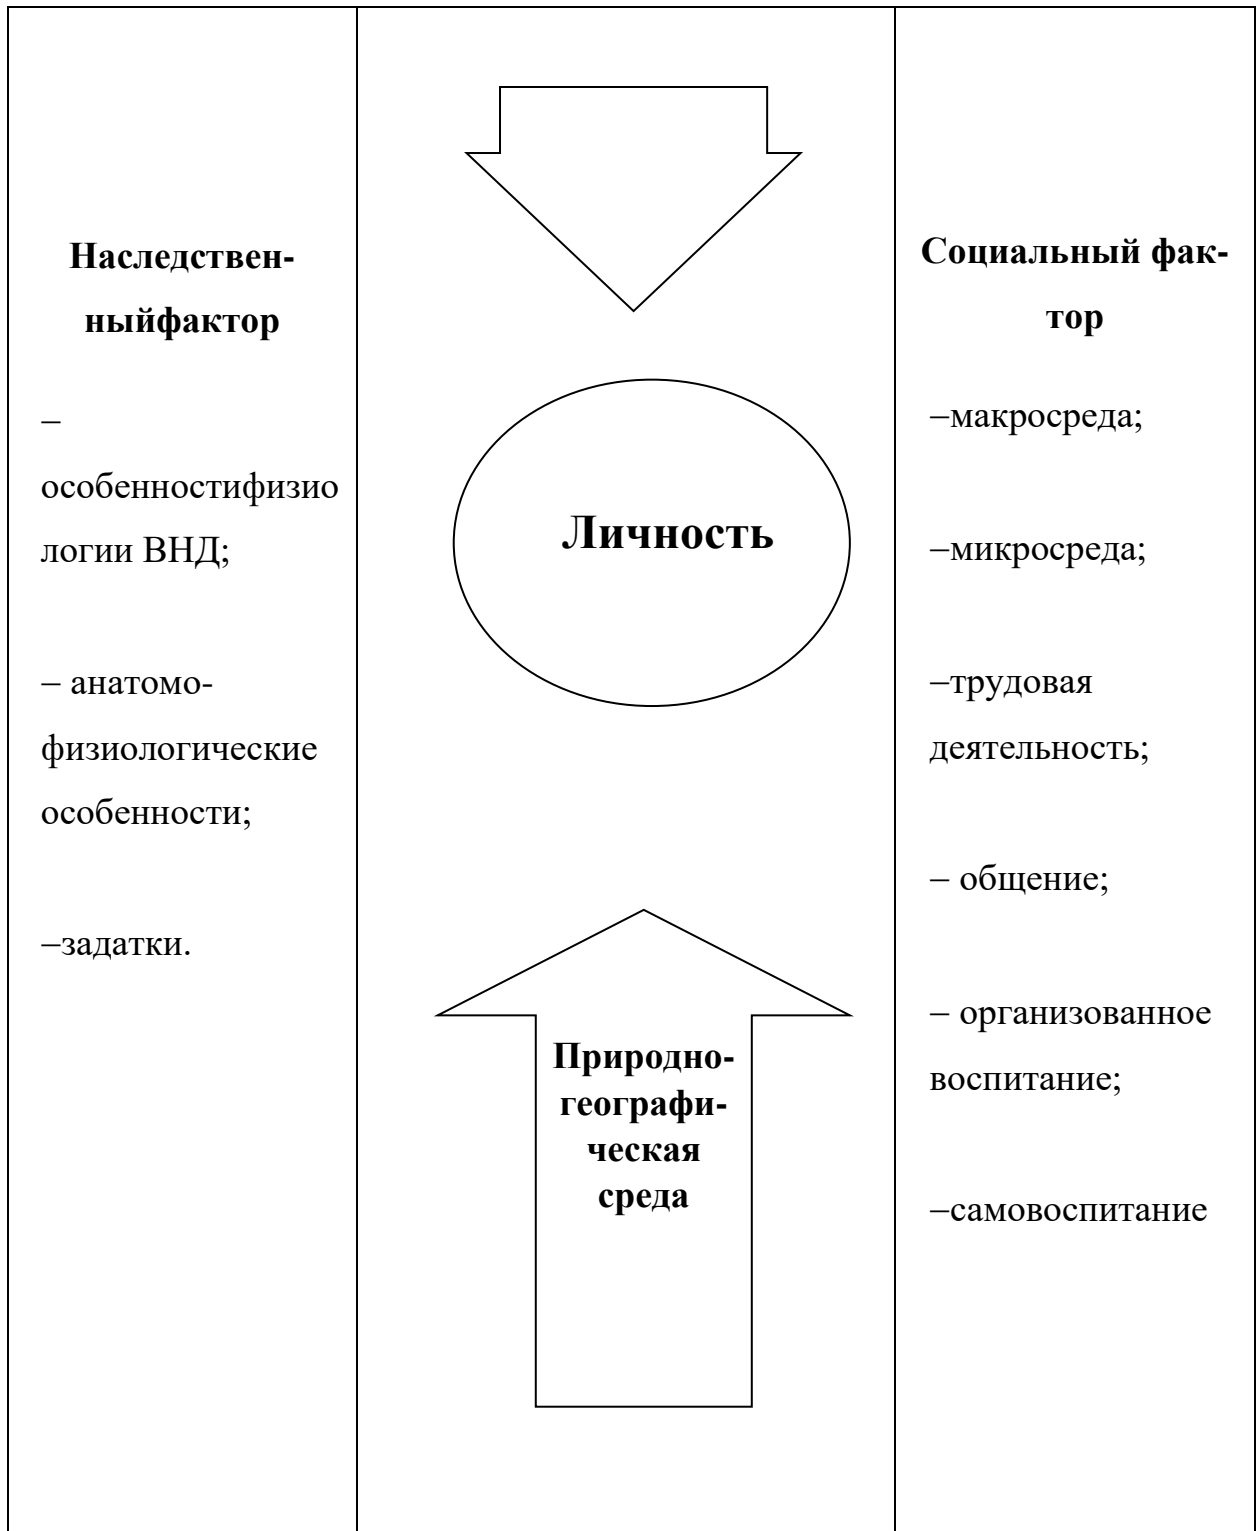 Наследствен-
ныйфактор
–
особенностифизио
логии ВНД;
– анатомо-
физиологические
особенности;
–задатки.
Личность
Природно-
географи-
ческая
среда
Социальный фак-
тор
–макросреда;
–микросреда;
–трудовая
деятельность;
– общение;
– организованное
воспитание;
–самовоспитание